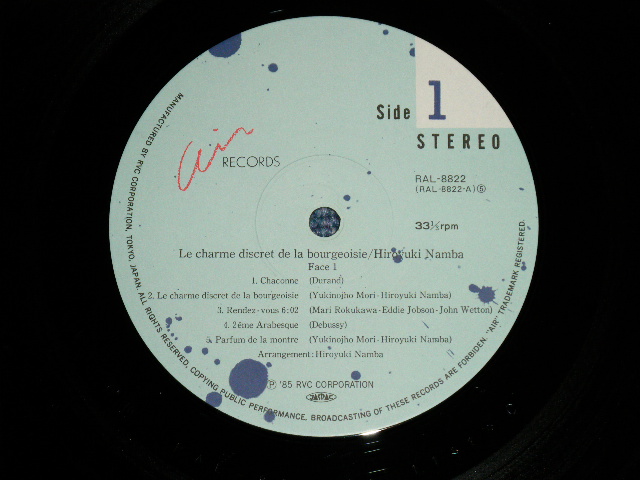 Side 1
STEREO
air RECORDS
RAL-8822
(RAL-8822-A)⑤
33⅓rpm
Le charme discret de la bourgeoisie/Hiroyuki Namba
Face 1
1. Chaconne (Durand)
2. Le charme discret de la bourgeoisie (Yukinojho Mori-Hiroyuki Namba)
3. Rendez-vous 6:02 (Mari Rokukawa-Eddie Jobson-John Wetton)
4. 2ème Arabesque (Debussy)
5. Parfum de la montre (Yukinojho Mori-Hiroyuki Namba)
Arrangement: Hiroyuki Namba
Ⓟ '85 RVC CORPORATION
JASRAC
MANUFACTURED BY RVC CORPORATION, TOKYO, JAPAN. ALL RIGHTS RESERVED. COPYING PUBLIC PERFORMANCE, BROADCASTING OF THESE RECORDS ARE FORBIDEN. "AIR" TRADEMARK REGISTERED.